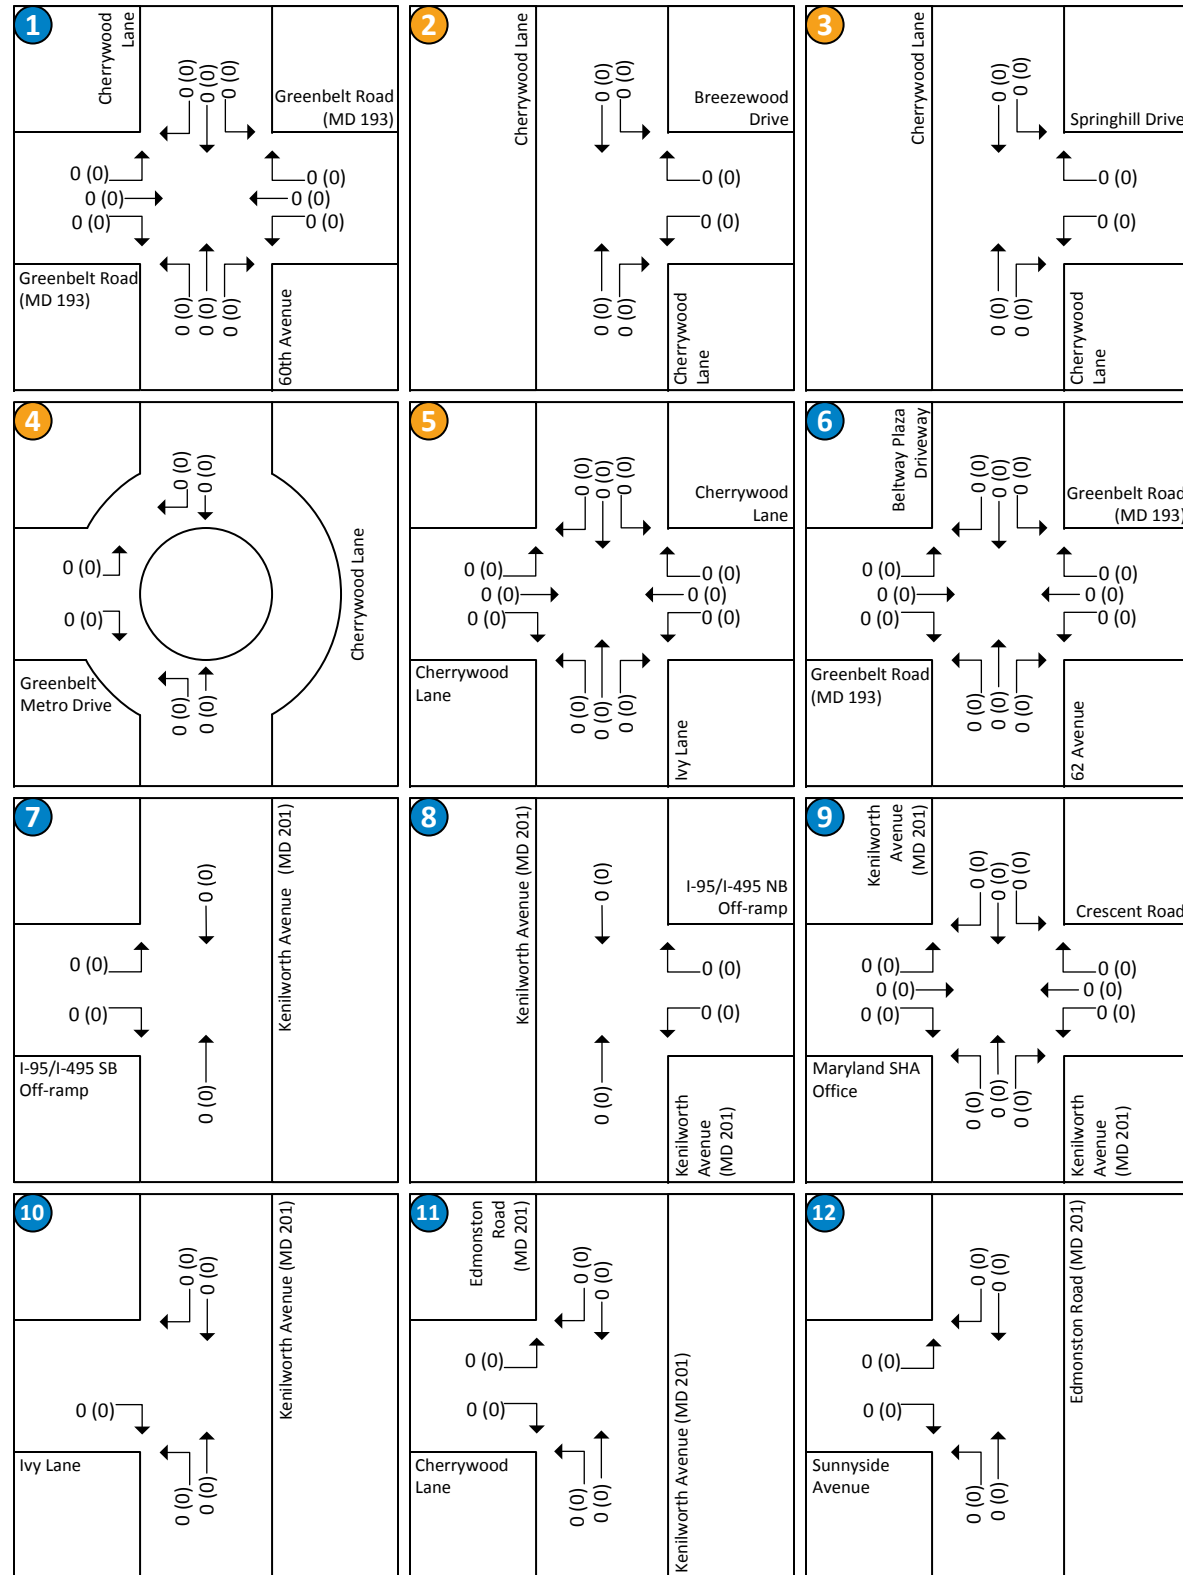 1
Cherrywood
Lane
0 (0)
0 (0)
0 (0)
Greenbelt Road
(MD 193)
0 (0)
0 (0)
0 (0)
0 (0)
0 (0)
0 (0)
Greenbelt Road
(MD 193)
0 (0)
0 (0)
0 (0)
60th Avenue
2
Cherrywood Lane
0 (0)
0 (0)
Breezewood
Drive
0 (0)
0 (0)
0 (0)
0 (0)
Cherrywood
Lane
3
Cherrywood Lane
0 (0)
0 (0)
Springhill Drive
0 (0)
0 (0)
0 (0)
0 (0)
Cherrywood
Lane
4
0 (0)
0 (0)
0 (0)
0 (0)
Cherrywood Lane
Greenbelt
Metro Drive
0 (0)
0 (0)
5
0 (0)
0 (0)
0 (0)
Cherrywood
Lane
0 (0)
0 (0)
0 (0)
0 (0)
0 (0)
0 (0)
Cherrywood
Lane
0 (0)
0 (0)
0 (0)
Ivy Lane
6
Beltway Plaza
Driveway
0 (0)
0 (0)
0 (0)
Greenbelt Road
(MD 193)
0 (0)
0 (0)
0 (0)
0 (0)
0 (0)
0 (0)
Greenbelt Road
(MD 193)
0 (0)
0 (0)
0 (0)
62 Avenue
7
0 (0)
Kenilworth Avenue (MD 201)
0 (0)
0 (0)
I-95/I-495 SB
Off-ramp
0 (0)
8
Kenilworth Avenue (MD 201)
0 (0)
I-95/I-495 NB
Off-ramp
0 (0)
0 (0)
0 (0)
Kenilworth
Avenue
(MD 201)
9
Kenilworth
Avenue
(MD 201)
0 (0)
0 (0)
0 (0)
Crescent Road
0 (0)
0 (0)
0 (0)
0 (0)
0 (0)
0 (0)
Maryland SHA
Office
0 (0)
0 (0)
0 (0)
Kenilworth
Avenue
(MD 201)
10
0 (0)
0 (0)
Kenilworth Avenue (MD 201)
0 (0)
Ivy Lane
0 (0)
0 (0)
11
Edmonston
Road
(MD 201)
0 (0)
0 (0)
0 (0)
0 (0)
Cherrywood
Lane
0 (0)
0 (0)
Kenilworth Avenue (MD 201)
12
0 (0)
0 (0)
Edmonston Road (MD 201)
0 (0)
0 (0)
Sunnyside
Avenue
0 (0)
0 (0)